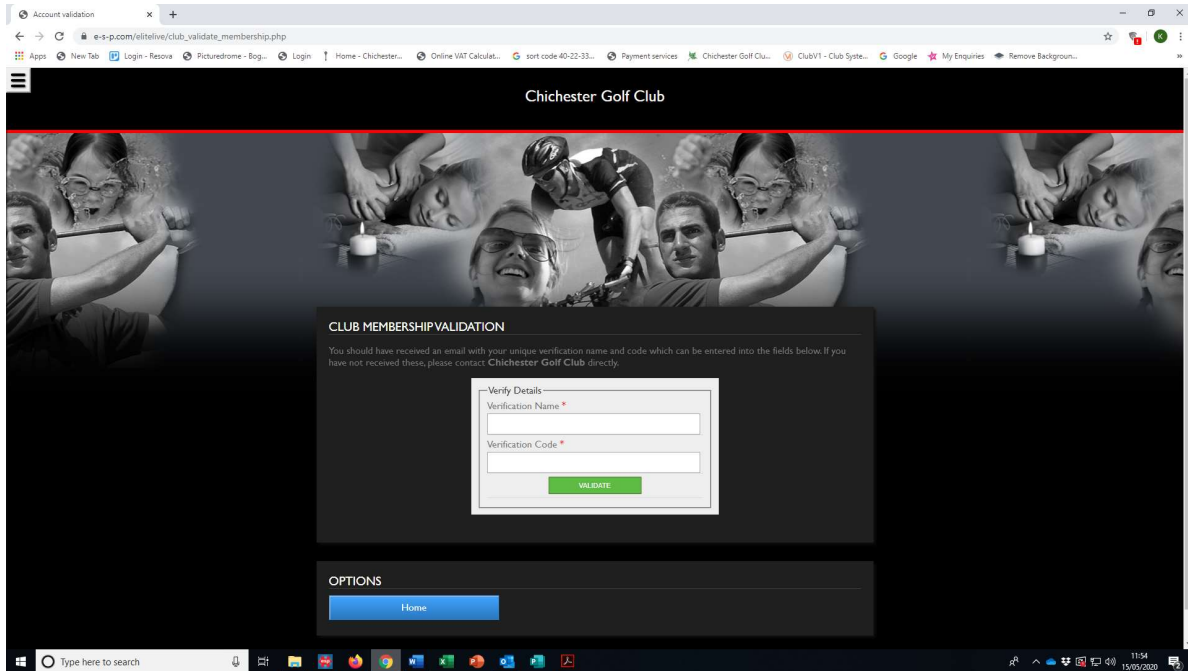 Account validation
e-s-p.com/elitelive/club_validate_membership.php
Apps New Tab Login - Resova Picturedrome - Bog... Login Home - Chichester... Online VAT Calculat... sort code 40-22-33... Payment services Chichester Golf Clu... ClubV1 - Club Syste... Google My Enquiries Remove Backgroun...
Chichester Golf Club
CLUB MEMBERSHIP VALIDATION
You should have received an email with your unique verification name and code which can be entered into the fields below. If you
have not received these, please contact Chichester Golf Club directly.
Verify Details
Verification Name *
Verification Code *
VALIDATE
OPTIONS
Home
Type here to search
11:54
15/05/2020